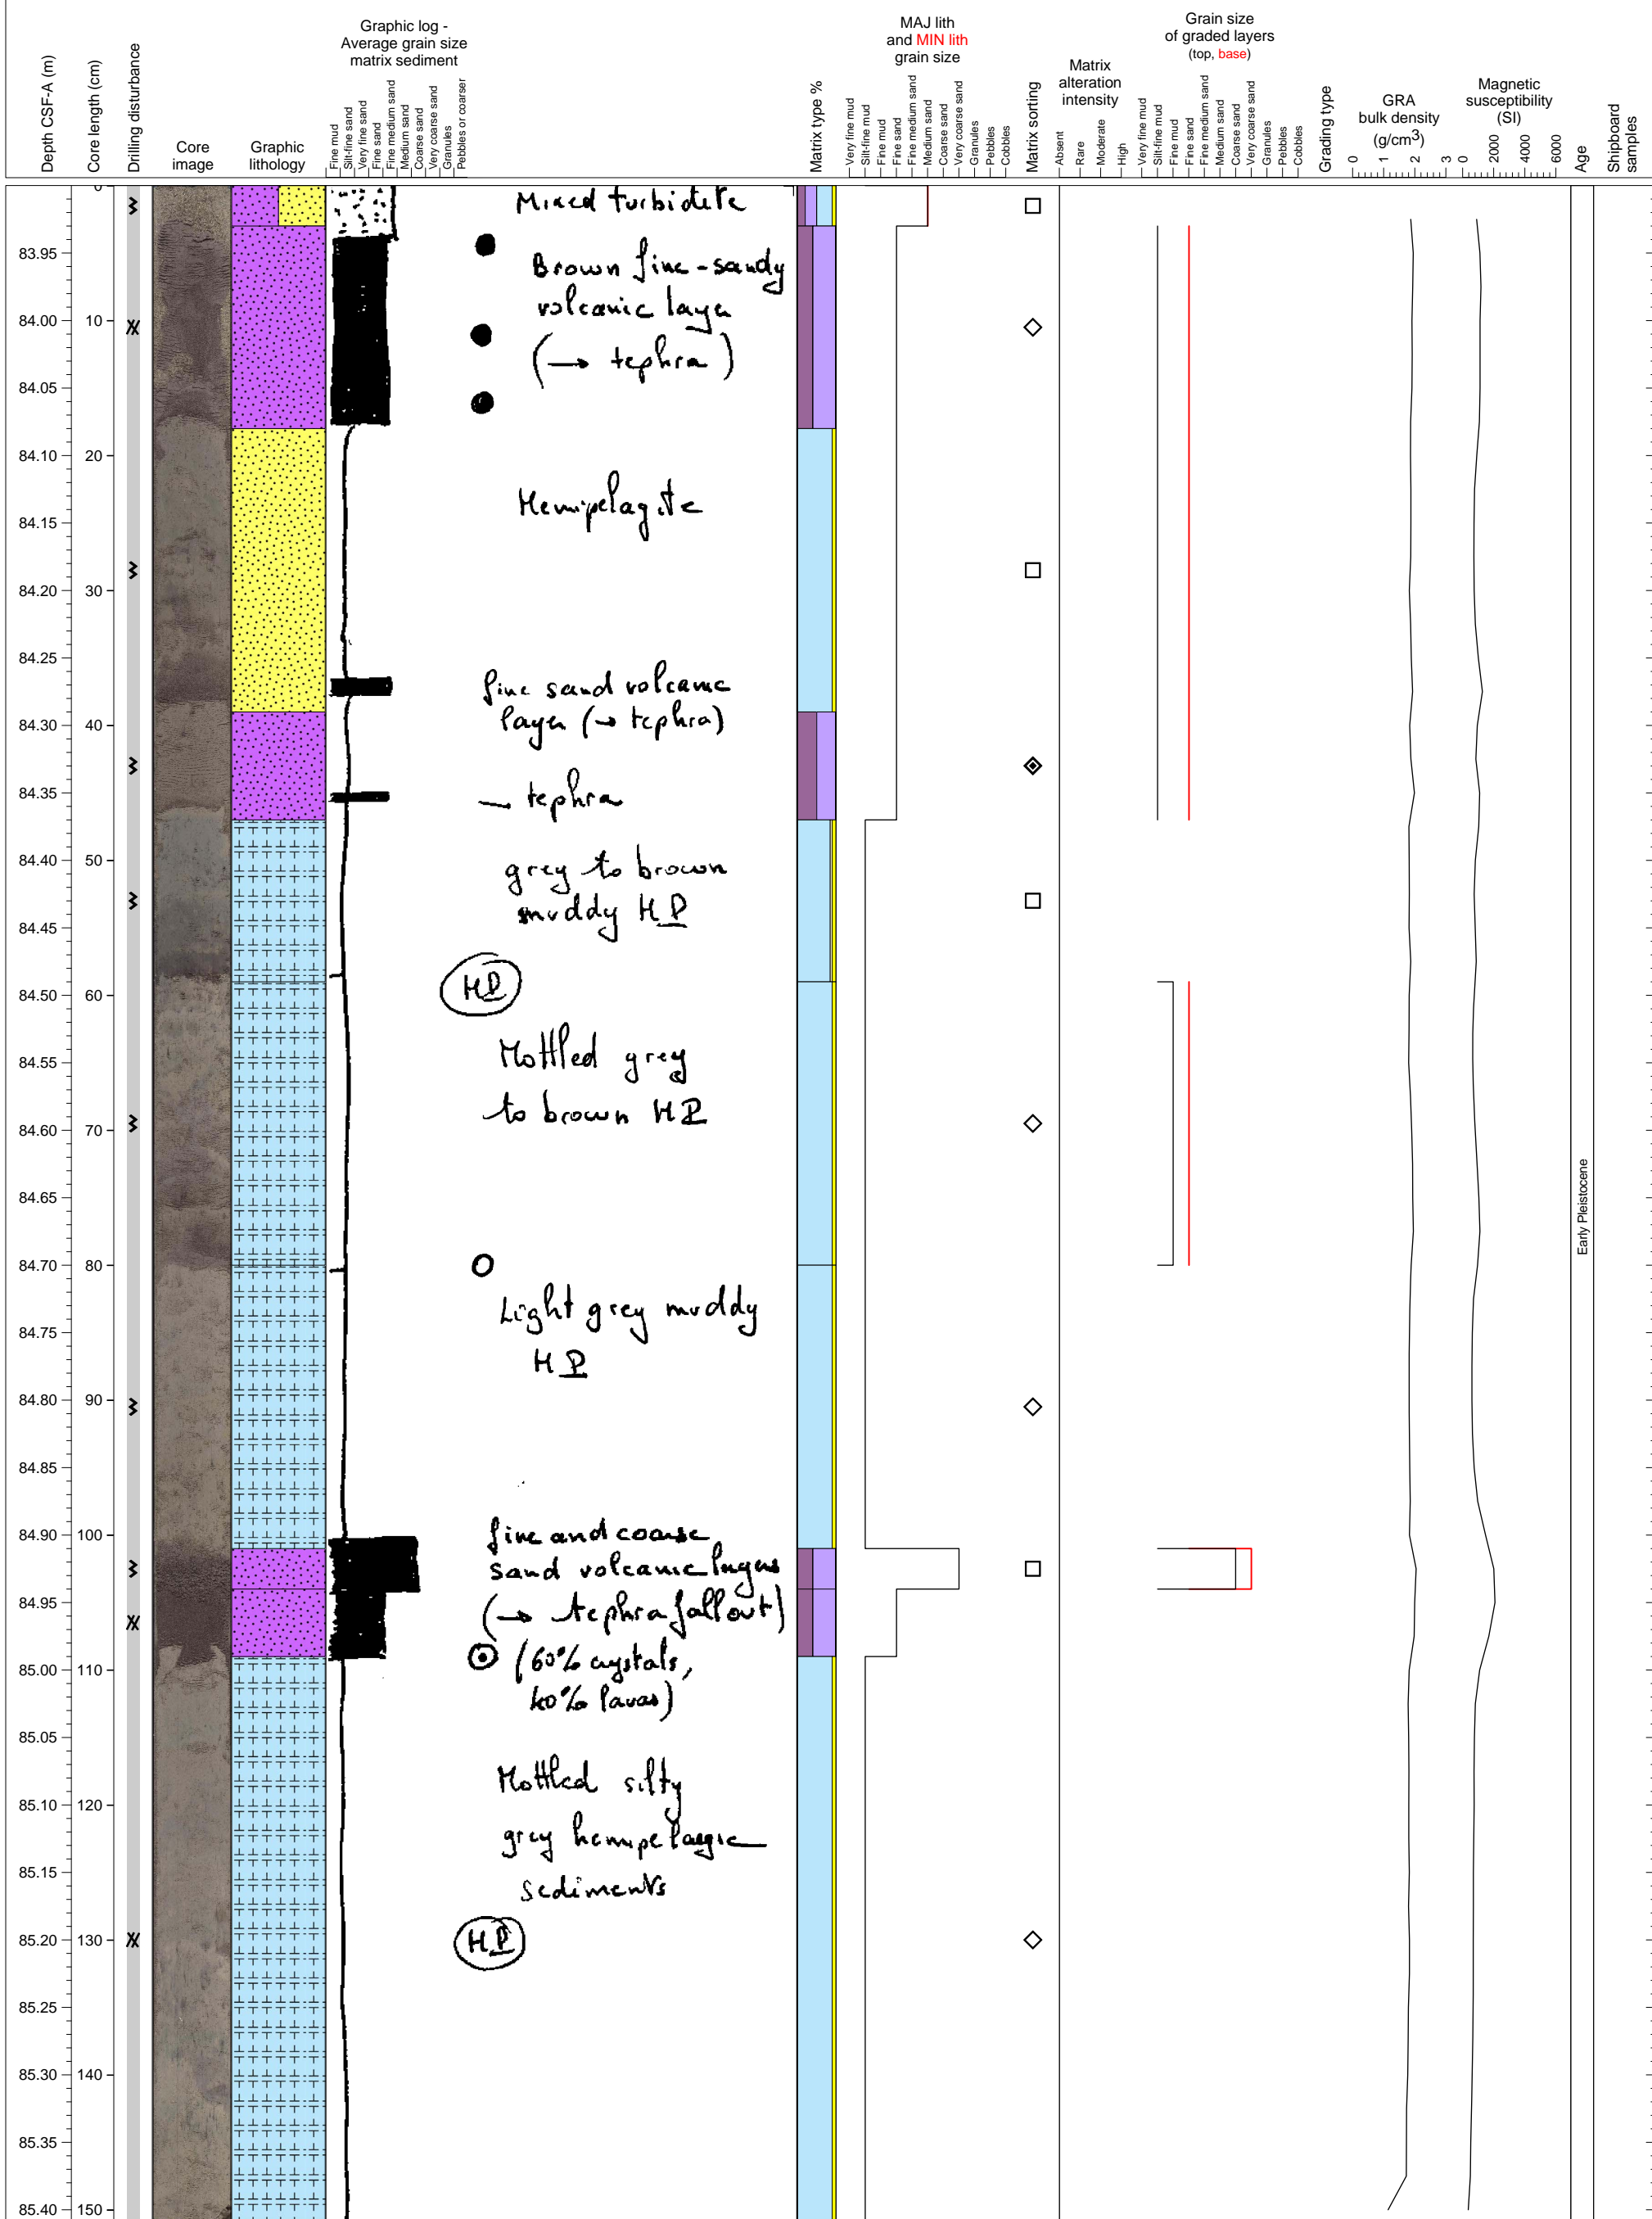 Depth CSF-A (m)
Core length (cm)
Drilling disturbance
Core
image
Graphic
lithology
Graphic log -
Average grain size
matrix sediment
Fine mud
Silt-fine sand
Very fine sand
Fine sand
Fine medium sand
Medium sand
Coarse sand
Very coarse sand
Granules
Pebbles or coarser
Matrix type %
MAJ lith
and MIN lith
grain size
Very fine mud
Silt-fine mud
Fine mud
Fine sand
Fine medium sand
Medium sand
Coarse sand
Very coarse sand
Granules
Pebbles
Cobbles
Matrix sorting
Matrix
alteration
intensity
Absent
Rare
Moderate
High
Grain size
of graded layers
(top, base)
Very fine mud
Silt-fine mud
Fine mud
Fine sand
Fine medium sand
Medium sand
Coarse sand
Very coarse sand
Granules
Pebbles
Cobbles
Grading type
GRA
bulk density
(g/cm3)
0 1 2 3
Magnetic
susceptibility
(SI)
0 2000 4000 6000
Age
Shipboard
samples
0
Mixed turbidite
83.95
Brown fine-sandy
volcanic layer
84.00 10
(→ tephra)
84.05
84.10 20
Hemipelagite
84.15
84.20 30
84.25
fine sand volcanic
84.30 40
layer (→ tephra)
84.35
— tephra
84.40 50
grey to brown
muddy HP
84.45
84.50 60
HP
84.55
Mottled grey
84.60 70
to brown HP
84.65
Early Pleistocene
84.70 80
84.75
Light grey muddy
HP
84.80 90
84.85
84.90 100
fine and coarse
sand volcanic layers
84.95
(→ tephra fallout)
85.00 110
(60% crystals,
40% lavas)
85.05
85.10 120
Mottled silty
grey hemipelagic
85.15
sediments
85.20 130
HP
85.25
85.30 140
85.35
85.40 150